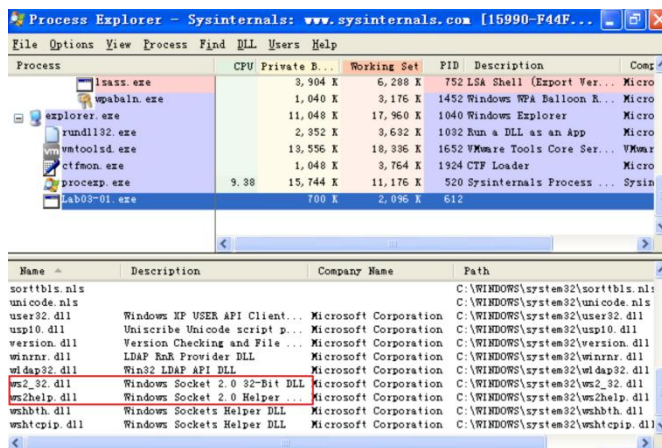 Process Explorer - Sysinternals: www.sysinternals.com [15990-F44F...
File Options View Process Find DLL Users Help
Process CPU Private B... Working Set PID Description Comp
lsass.exe 3,904 K 6,288 K 752 LSA Shell (Export Ver... Micro
wpabaln.exe 1,040 K 3,176 K 1452 Windows WPA Balloon R... Micro
explorer.exe 11,048 K 17,960 K 1040 Windows Explorer Micro
rundll32.exe 2,352 K 3,632 K 1032 Run a DLL as an App Micro
vmtoolsd.exe 13,556 K 18,336 K 1652 VMware Tools Core Ser... VMwar
ctfmon.exe 1,048 K 3,764 K 1924 CTF Loader Micro
procexp.exe 9.38 15,744 K 11,176 K 520 Sysinternals Process ... Sysin
Lab03-01.exe 700 K 2,096 K 612
Name Description Company Name Path
sorttbls.nls C:\WINDOWS\system32\sorttbls.nls
unicode.nls C:\WINDOWS\system32\unicode.nls
user32.dll Windows XP USER API Client... Microsoft Corporation C:\WINDOWS\system32\user32.dll
usp10.dll Uniscribe Unicode script p... Microsoft Corporation C:\WINDOWS\system32\usp10.dll
version.dll Version Checking and File ... Microsoft Corporation C:\WINDOWS\system32\version.dll
winrnr.dll LDAP RnR Provider DLL Microsoft Corporation C:\WINDOWS\system32\winrnr.dll
wldap32.dll Win32 LDAP API DLL Microsoft Corporation C:\WINDOWS\system32\wldap32.dll
ws2_32.dll Windows Socket 2.0 32-Bit DLL Microsoft Corporation C:\WINDOWS\system32\ws2_32.dll
ws2help.dll Windows Socket 2.0 Helper ... Microsoft Corporation C:\WINDOWS\system32\ws2help.dll
wshbth.dll Windows Sockets Helper DLL Microsoft Corporation C:\WINDOWS\system32\wshbth.dll
wshtcpip.dll Windows Sockets Helper DLL Microsoft Corporation C:\WINDOWS\system32\wshtcpip.dll